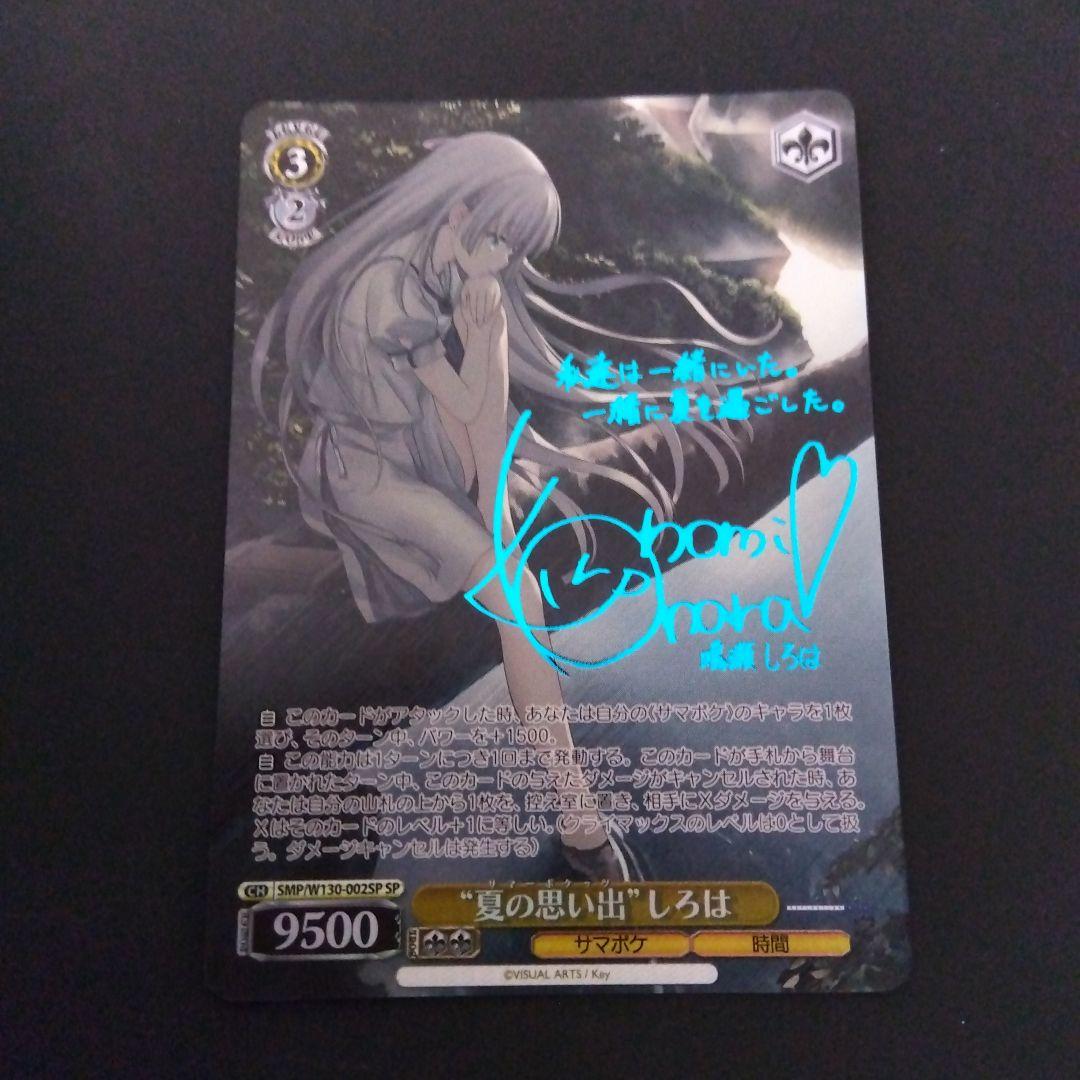 3
2
私達は一緒にいた。
一緒に夏を過ごした。
Konomi
Kohara
鳴瀬しろは
自 このカードがアタックした時、あなたは自分の《サマポケ》のキャラを1枚
選び、そのターン中、パワーを+1500。
自 この能力は1ターンにつき1回まで発動する。このカードが手札から舞台
に置かれたターン中、このカードの与えたダメージがキャンセルされた時、あ
なたは自分の山札の上から1枚を、控え室に置き、相手にXダメージを与える。
Xはそのカードのレベル+1に等しい。(クライマックスのレベルは0として扱
う。ダメージキャンセルは発生する)
CH SMP/W130-002SP SP
サマーポケッツ
“夏の思い出”しろは
9500
サマポケ 時間
©VISUAL ARTS / Key